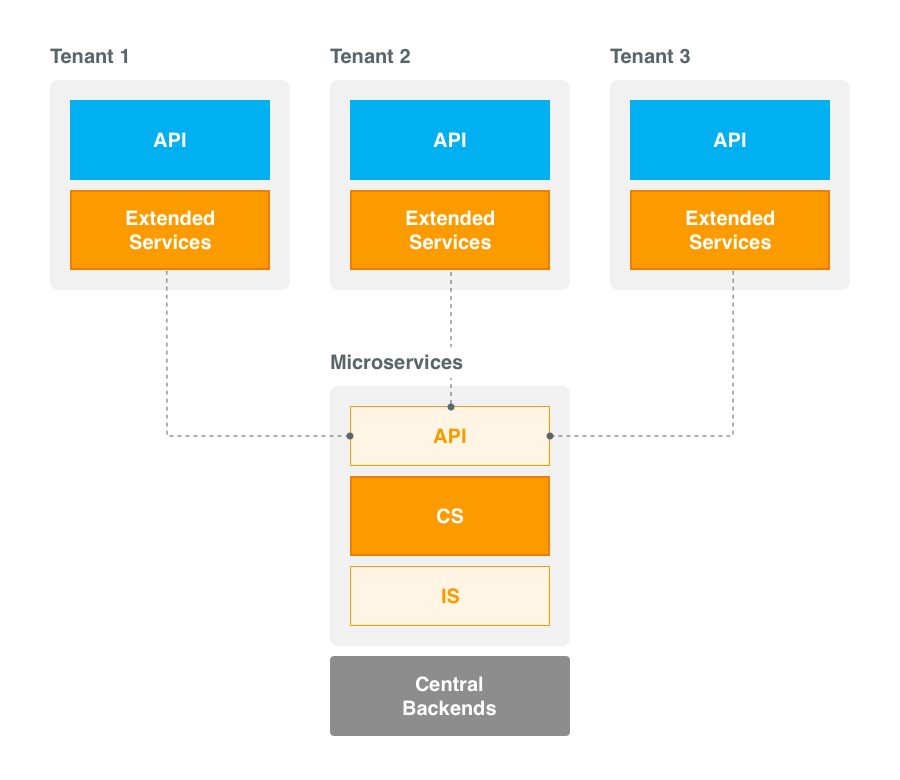 Tenant 1
Tenant 2
Tenant 3
API
API
API
Extended
Services
Extended
Services
Extended
Services
Microservices
API
CS
IS
Central
Backends